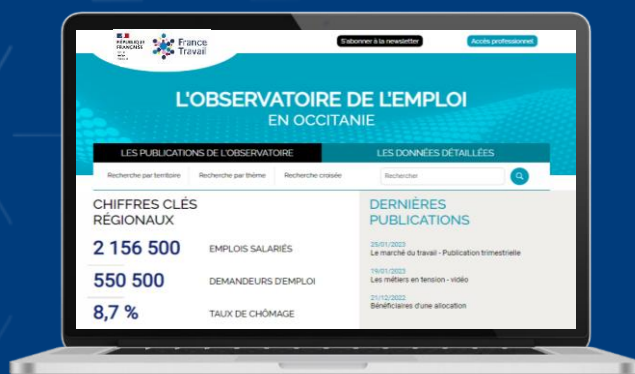 RÉPUBLIQUE
FRANÇAISE
France
Travail
S'abonner à la newsletter
Accès professionnel
L'OBSERVATOIRE DE L'EMPLOI
EN OCCITANIE
LES PUBLICATIONS DE L'OBSERVATOIRE
LES DONNÉES DÉTAILLÉES
Recherche par territoire
Recherche par thème
Recherche croisée
Rechercher
CHIFFRES CLÉS
RÉGIONAUX
2 156 500 EMPLOIS SALARIÉS
550 500 DEMANDEURS D'EMPLOI
8,7 % TAUX DE CHÔMAGE
DERNIÈRES
PUBLICATIONS
25/01/2023
Le marché du travail - Publication trimestrielle
19/01/2023
Les métiers en tension - vidéo
21/12/2022
Bénéficiaires d'une allocation